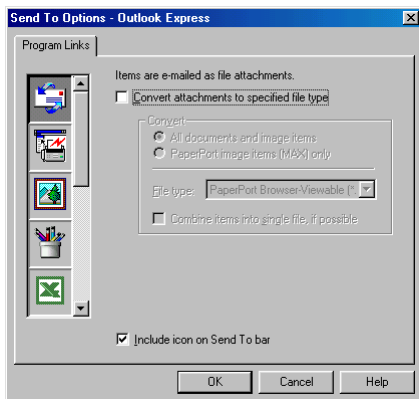 Send To Options - Outlook Express
Program Links
Items are e-mailed as file attachments.
Convert attachments to specified file type
Convert
All documents and image items
PaperPort image items (MAX) only
File type: PaperPort Browser-Viewable (*.
Combine items into single file, if possible
Include icon on Send To bar
OK Cancel Help